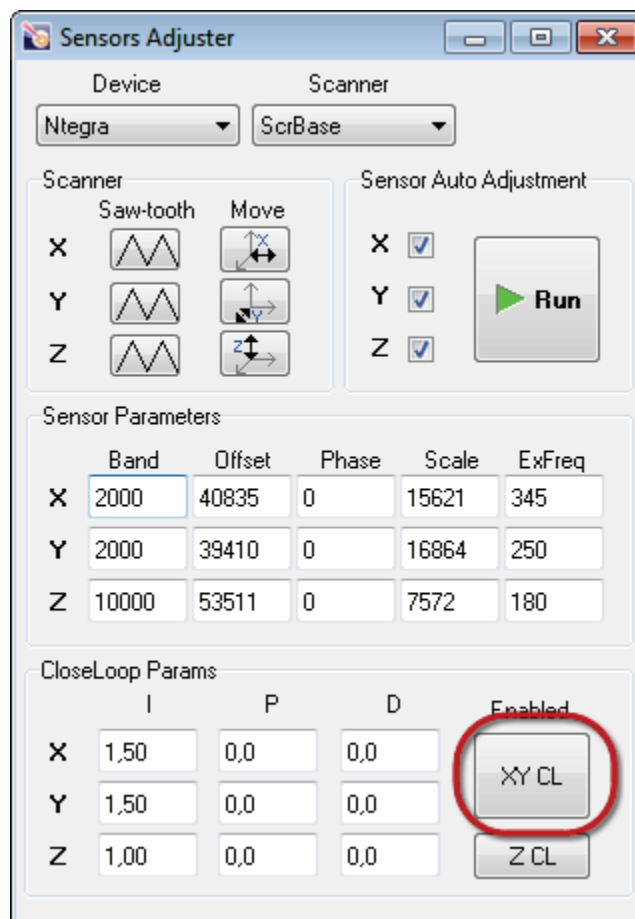 Sensors Adjuster
Device Scanner
Ntegra ScrBase
Scanner Sensor Auto Adjustment
Saw-tooth Move
X X X
Y Y Y Run
Z Z Z
Sensor Parameters
Band Offset Phase Scale ExFreq
X 2000 40835 0 15621 345
Y 2000 39410 0 16864 250
Z 10000 53511 0 7572 180
CloseLoop Params
I P D Enabled
X 1,50 0,0 0,0 XY CL
Y 1,50 0,0 0,0
Z 1,00 0,0 0,0 Z CL